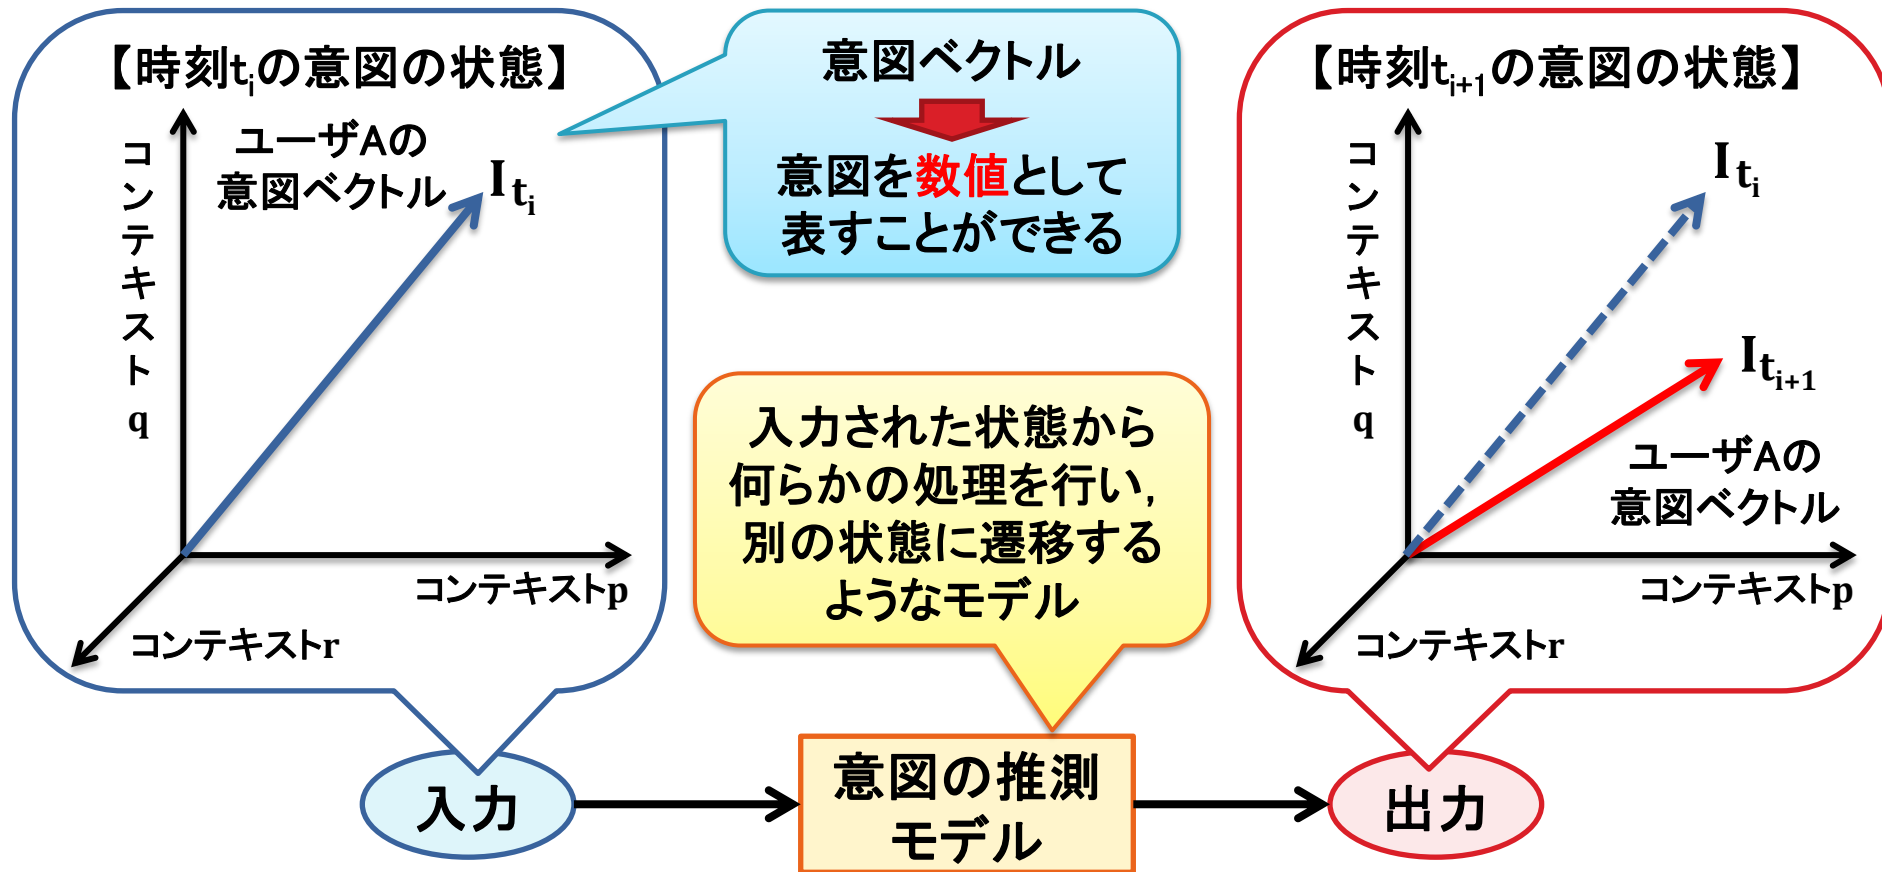 【時刻tiの意図の状態】
コンテキストq
ユーザAの
意図ベクトル
Iti
コンテキストp
コンテキストr
意図ベクトル
意図を数値として
表すことができる
入力された状態から
何らかの処理を行い,
別の状態に遷移する
ようなモデル
【時刻ti+1の意図の状態】
コンテキストq
Iti
Iti+1
ユーザAの
意図ベクトル
コンテキストp
コンテキストr
入力
意図の推測
モデル
出力